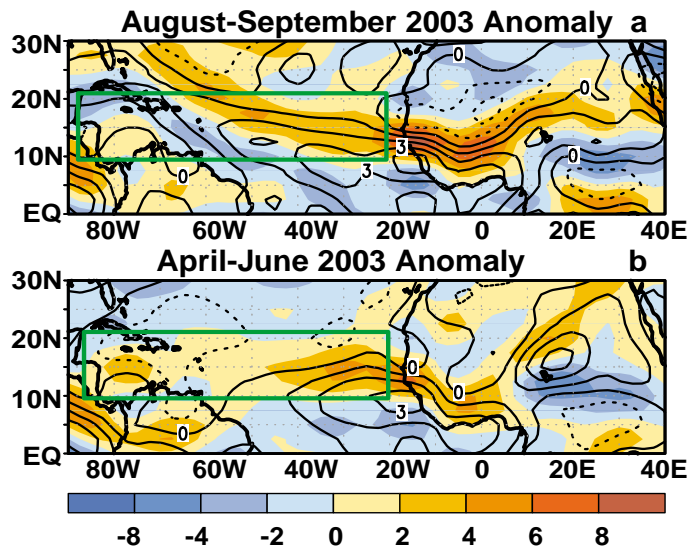 August-September 2003 Anomaly a
30N
0
20N
0
3
10N
0
0
3
EQ
80W 60W 40W 20W 0 20E 40E
April-June 2003 Anomaly b
30N
20N
0
0
10N
3
0
EQ
80W 60W 40W 20W 0 20E 40E
-8 -4 -2 0 2 4 6 8